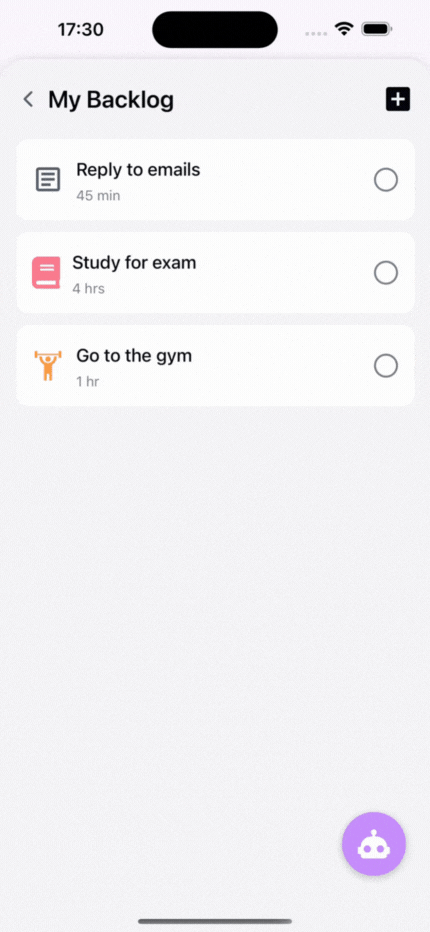 17:30
My Backlog
Reply to emails
45 min
Study for exam
4 hrs
Go to the gym
1 hr